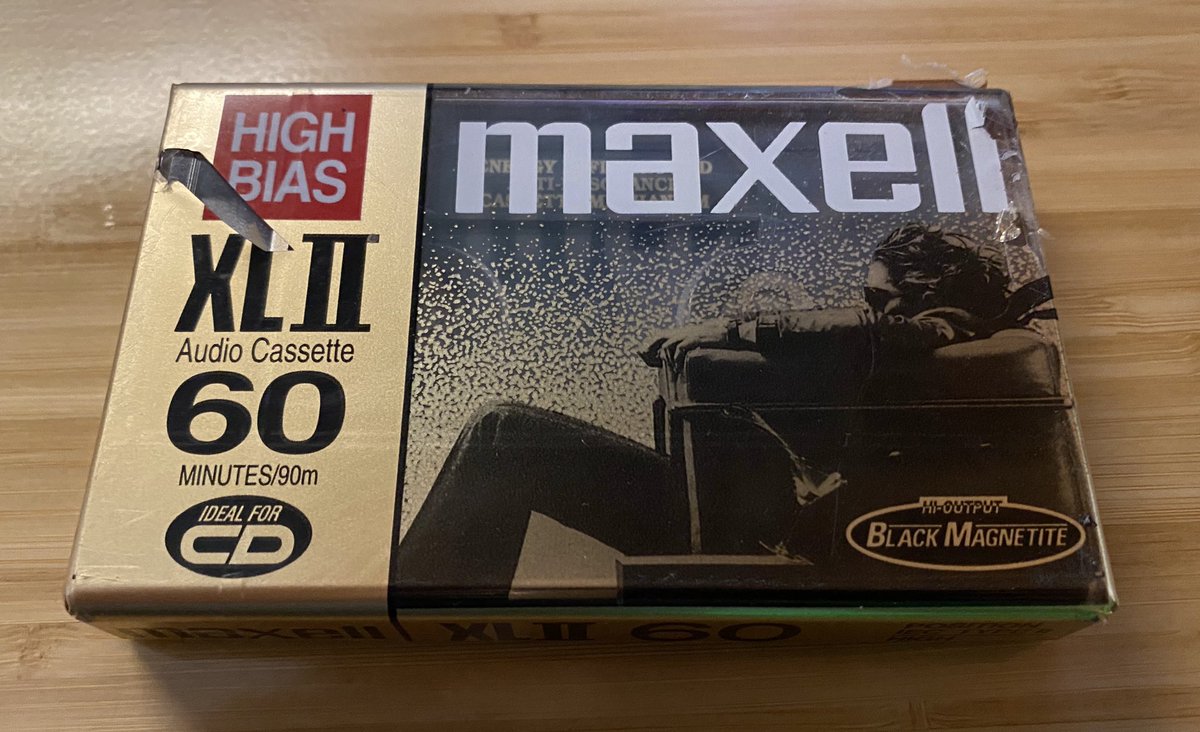 HIGH
BIAS
XLII
Audio Cassette
60
MINUTES/90m
IDEAL FOR
CD
maxell
CASSETTE
HI-OUTPUT
BLACK MAGNETITE
maxell XLII 60